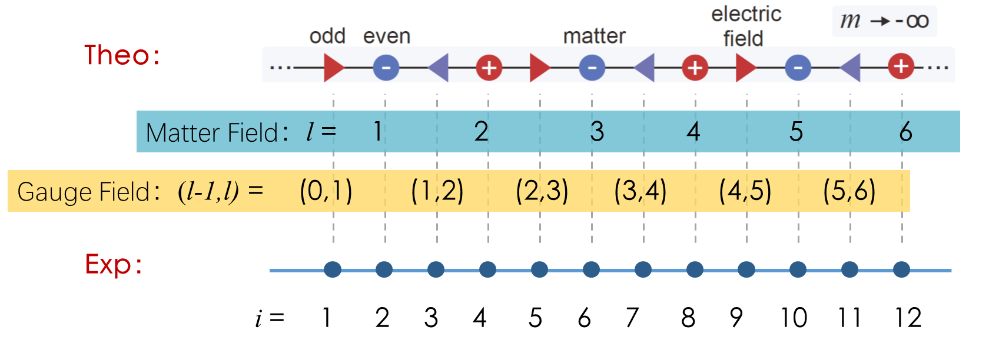 odd even matter electric field m → -∞
Theo: ... - + - + - + ...
Matter Field: l = 1 2 3 4 5 6
Gauge Field: (l-1,l) = (0,1) (1,2) (2,3) (3,4) (4,5) (5,6)
Exp:
i = 1 2 3 4 5 6 7 8 9 10 11 12